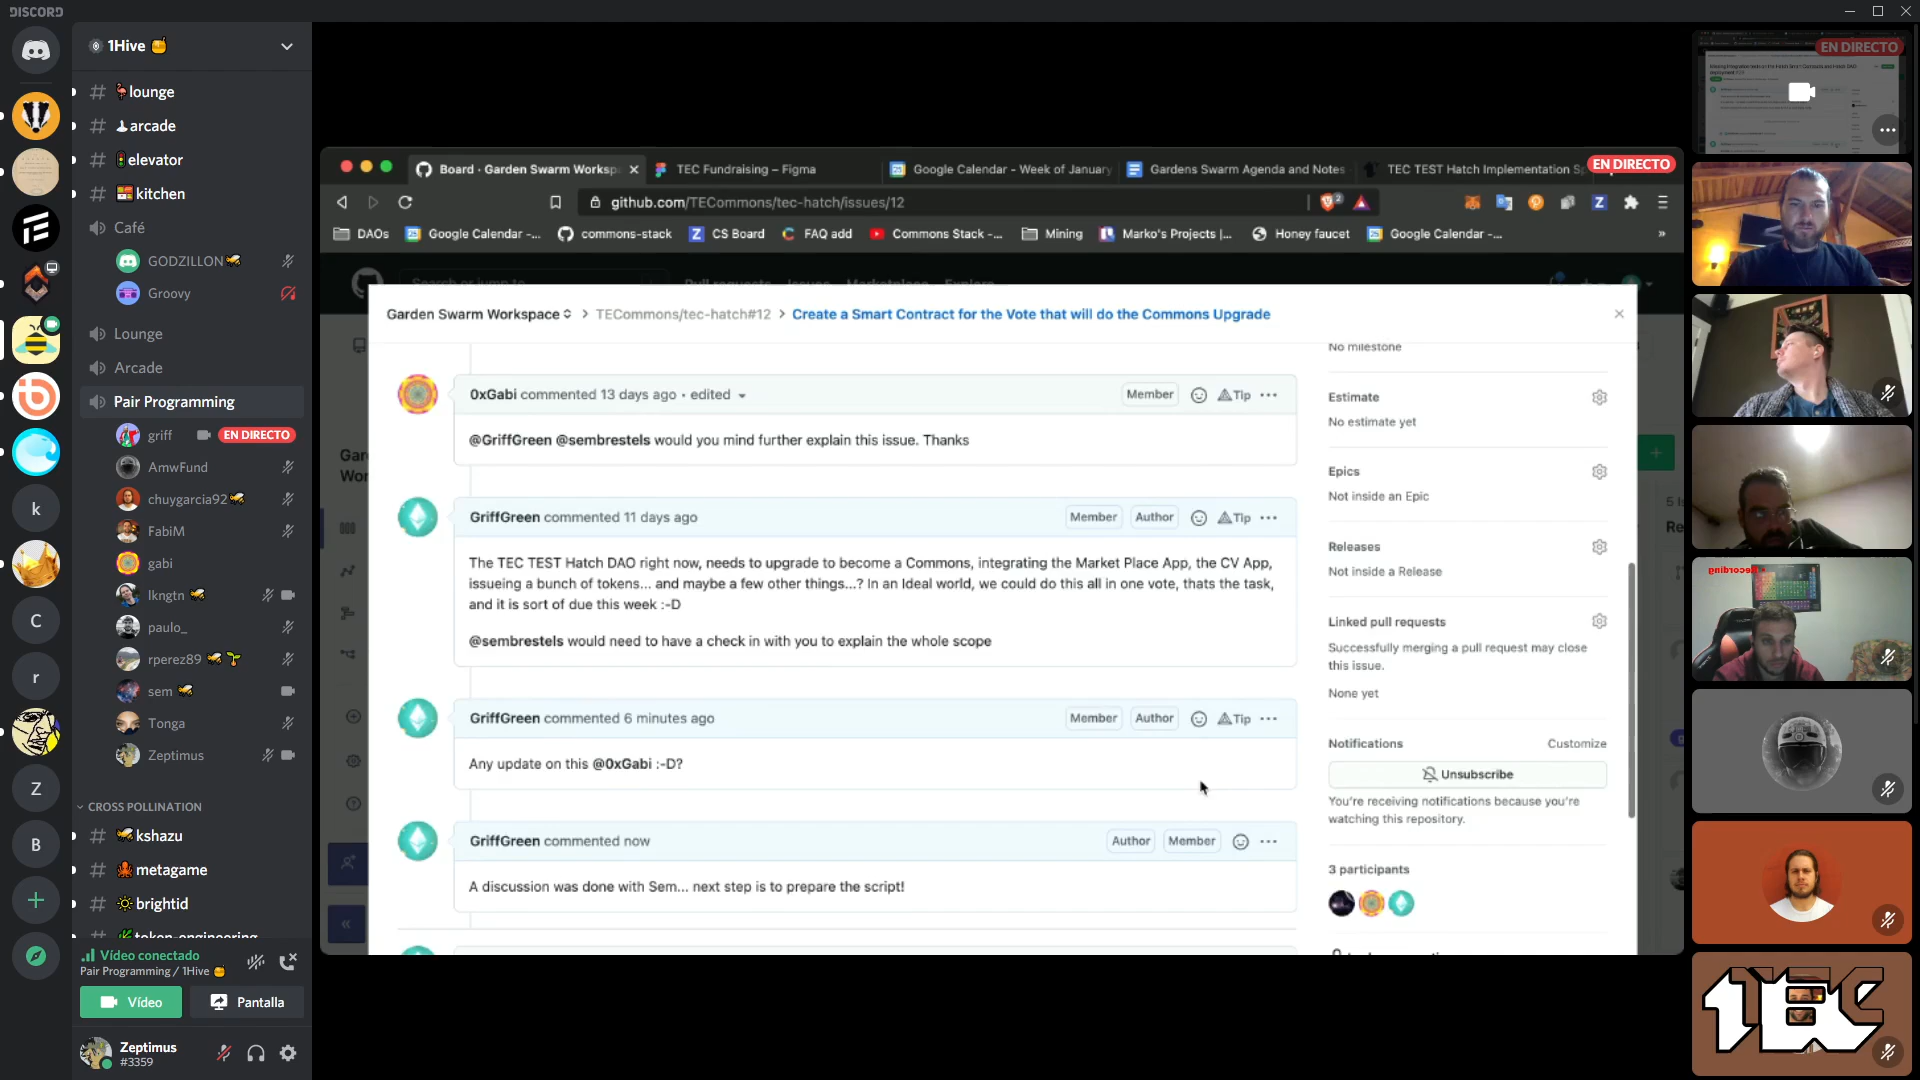 DISCORD
1Hive
lounge
arcade
elevator
kitchen
Café
GODZILLON
Groovy
Lounge
Arcade
Pair Programming
griff EN DIRECTO
AmwFund
chuygarcia92
FabiM
gabi
lkngtn
paulo_
rperez89
sem
Tonga
Zeptimus
CROSS POLLINATION
kshazu
metagame
brightid
token-engineering
Vídeo conectado
Pair Programming / 1Hive
Vídeo Pantalla
Zeptimus
#3359
k
C
r
Z
B
Board · Garden Swarm Worksp
TEC Fundraising – Figma
Google Calendar - Week of January
Gardens Swarm Agenda and Notes
TEC TEST Hatch Implementation Sp
EN DIRECTO
github.com/TECommons/tec-hatch/issues/12
DAOs
Google Calendar -...
commons-stack
CS Board
FAQ add
Commons Stack -...
Mining
Marko's Projects |...
Honey faucet
Google Calendar -...
»
Garden Swarm Workspace > TECommons/tec-hatch#12 > Create a Smart Contract for the Vote that will do the Commons Upgrade
0xGabi commented 13 days ago • edited
Member Tip
@GriffGreen @sembrestels would you mind further explain this issue. Thanks
GriffGreen commented 11 days ago
Member Author Tip
The TEC TEST Hatch DAO right now, needs to upgrade to become a Commons, integrating the Market Place App, the CV App,
issueing a bunch of tokens... and maybe a few other things...? In an Ideal world, we could do this all in one vote, thats the task,
and it is sort of due this week :-D
@sembrestels would need to have a check in with you to explain the whole scope
GriffGreen commented 6 minutes ago
Member Author Tip
Any update on this @0xGabi :-D?
GriffGreen commented now
Author Member
A discussion was done with Sem... next step is to prepare the script!
No milestone
Estimate
No estimate yet
Epics
Not inside an Epic
Releases
Not inside a Release
Linked pull requests
Successfully merging a pull request may close
this issue.
None yet
Notifications
Customize
Unsubscribe
You're receiving notifications because you're
watching this repository.
3 participants
EN DIRECTO
Recording
TEC